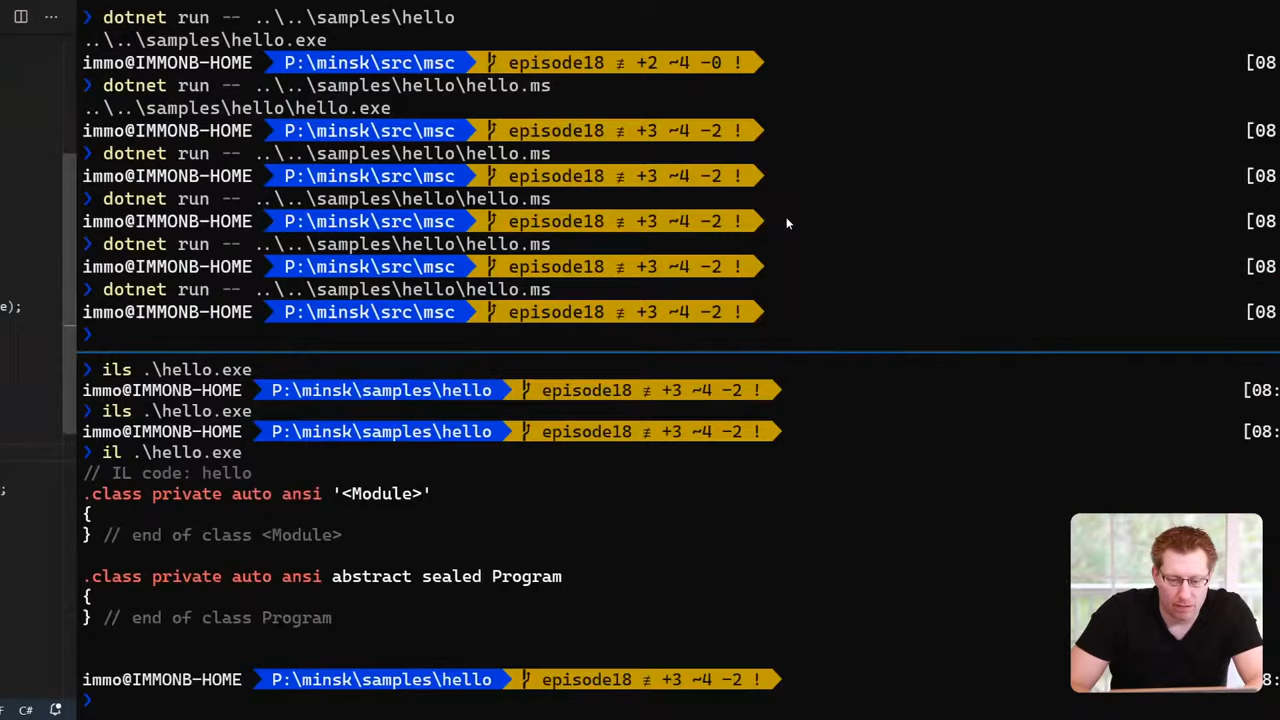 dotnet run -- ..\..\samples\hello
..\..\samples\hello.exe
immo@IMMONB-HOME P:\minsk\src\msc episode18 ≢ +2 ~4 -0 ! [08
❯ dotnet run -- ..\..\samples\hello\hello.ms
..\..\samples\hello\hello.exe
immo@IMMONB-HOME P:\minsk\src\msc episode18 ≢ +3 ~4 -2 ! [08
❯ dotnet run -- ..\..\samples\hello\hello.ms
immo@IMMONB-HOME P:\minsk\src\msc episode18 ≢ +3 ~4 -2 ! [08
❯ dotnet run -- ..\..\samples\hello\hello.ms
immo@IMMONB-HOME P:\minsk\src\msc episode18 ≢ +3 ~4 -2 ! [08
❯ dotnet run -- ..\..\samples\hello\hello.ms
immo@IMMONB-HOME P:\minsk\src\msc episode18 ≢ +3 ~4 -2 ! [08
❯ dotnet run -- ..\..\samples\hello\hello.ms
e);
immo@IMMONB-HOME P:\minsk\src\msc episode18 ≢ +3 ~4 -2 ! [08
❯
❯ ils .\hello.exe
immo@IMMONB-HOME P:\minsk\samples\hello episode18 ≢ +3 ~4 -2 ! [08:
❯ ils .\hello.exe
immo@IMMONB-HOME P:\minsk\samples\hello episode18 ≢ +3 ~4 -2 ! [08:
❯ il .\hello.exe
// IL code: hello
.class private auto ansi '<Module>'
{
} // end of class <Module>
.class private auto ansi abstract sealed Program
{
} // end of class Program
immo@IMMONB-HOME P:\minsk\samples\hello episode18 ≢ +3 ~4 -2 ! 8:
❯
C#